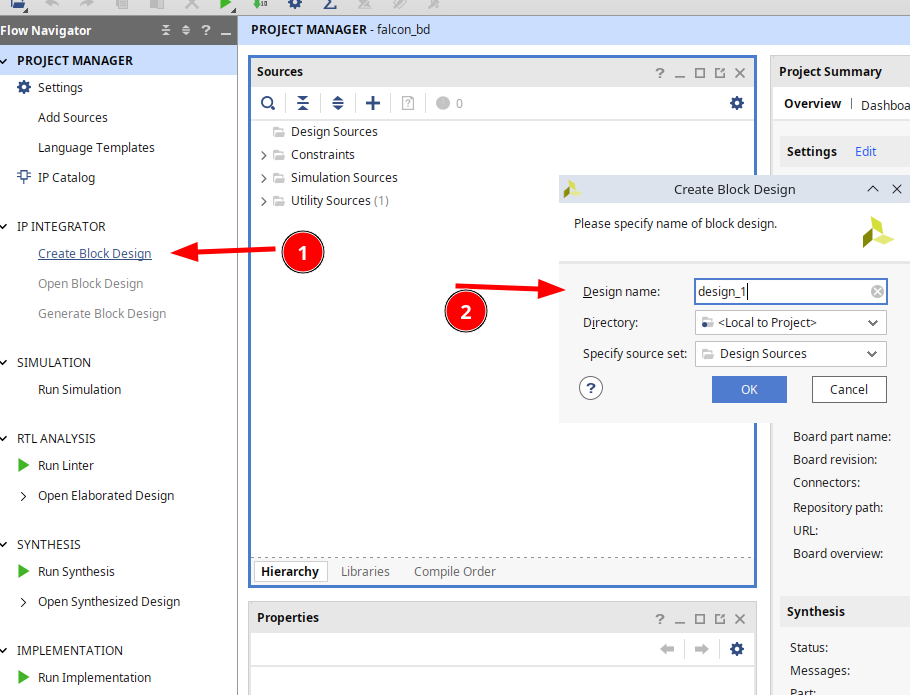 Flow Navigator
PROJECT MANAGER - falcon_bd
PROJECT MANAGER
Settings
Add Sources
Language Templates
IP Catalog
IP INTEGRATOR
Create Block Design
Open Block Design
Generate Block Design
SIMULATION
Run Simulation
RTL ANALYSIS
Run Linter
Open Elaborated Design
SYNTHESIS
Run Synthesis
Open Synthesized Design
IMPLEMENTATION
Run Implementation
Sources
0
Design Sources
Constraints
Simulation Sources
Utility Sources (1)
1
2
Hierarchy
Libraries
Compile Order
Properties
Project Summary
Overview
Settings Edit
Create Block Design
Please specify name of block design.
Design name: design_1
Directory: <Local to Project>
Specify source set: Design Sources
OK
Cancel
Board part name:
Board revision:
Connectors:
Repository path:
URL:
Board overview:
Synthesis
Status:
Messages:
Part: